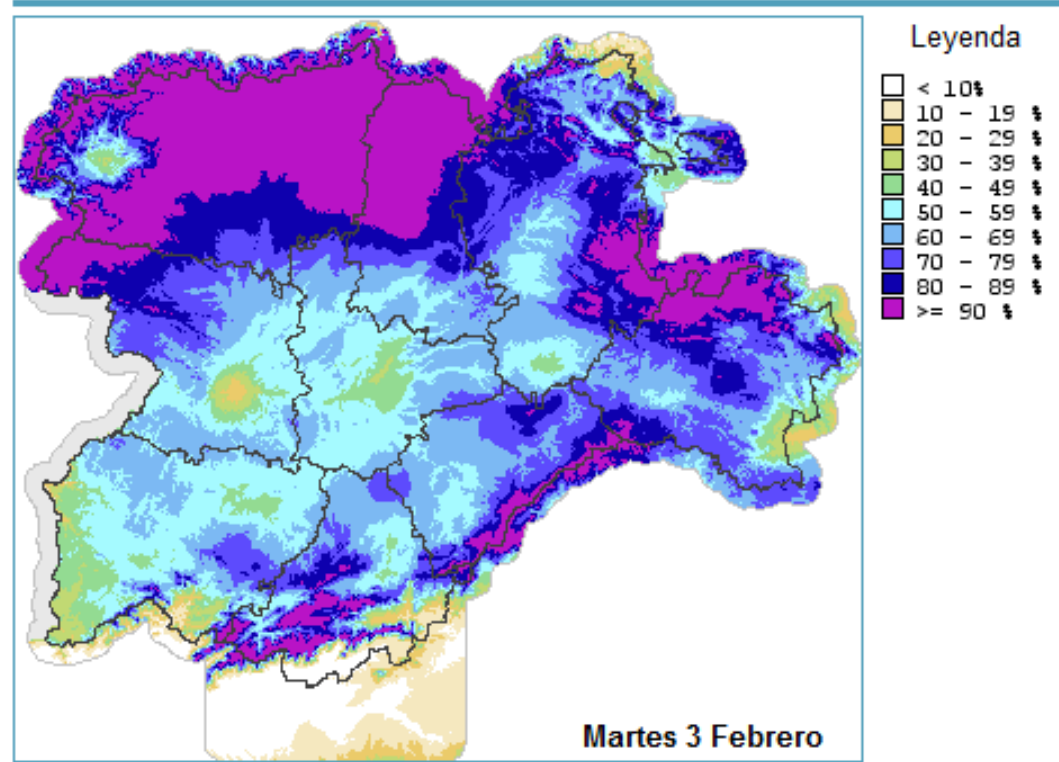 Leyenda
< 10%
10 - 19 %
20 - 29 %
30 - 39 %
40 - 49 %
50 - 59 %
60 - 69 %
70 - 79 %
80 - 89 %
>= 90 %
Martes 3 Febrero